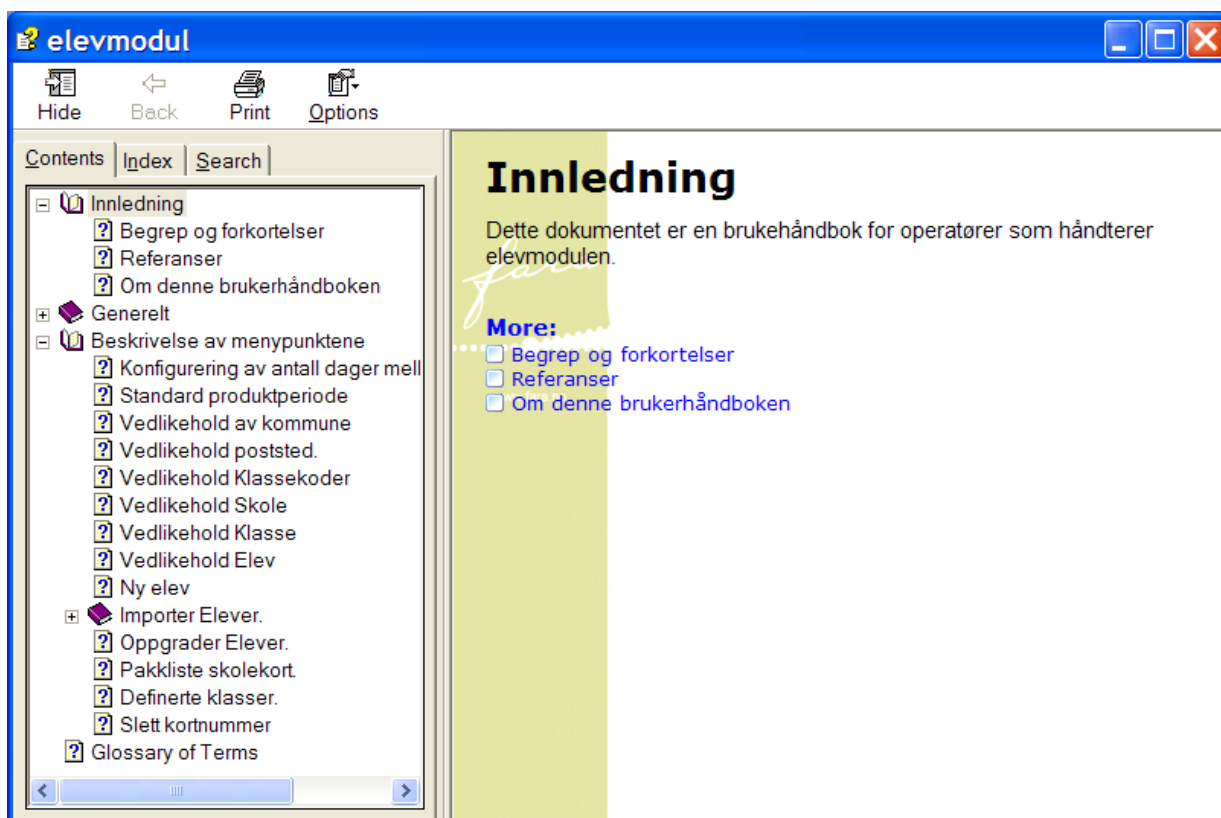 elevmodul
Hide Back Print Options
Contents Index Search
Innledning
Begrep og forkortelser
Referanser
Om denne brukerhåndboken
Generelt
Beskrivelse av menypunktene
Konfigurering av antall dager mell
Standard produktperiode
Vedlikehold av kommune
Vedlikehold poststed.
Vedlikehold Klassekoder
Vedlikehold Skole
Vedlikehold Klasse
Vedlikehold Elev
Ny elev
Importer Elever.
Oppgrader Elever.
Pakkliste skolekort.
Definerte klasser.
Slett kortnummer
Glossary of Terms
Innledning
Dette dokumentet er en brukehåndbok for operatører som håndterer
elevmodulen.
fara
More:
Begrep og forkortelser
Referanser
Om denne brukerhåndboken